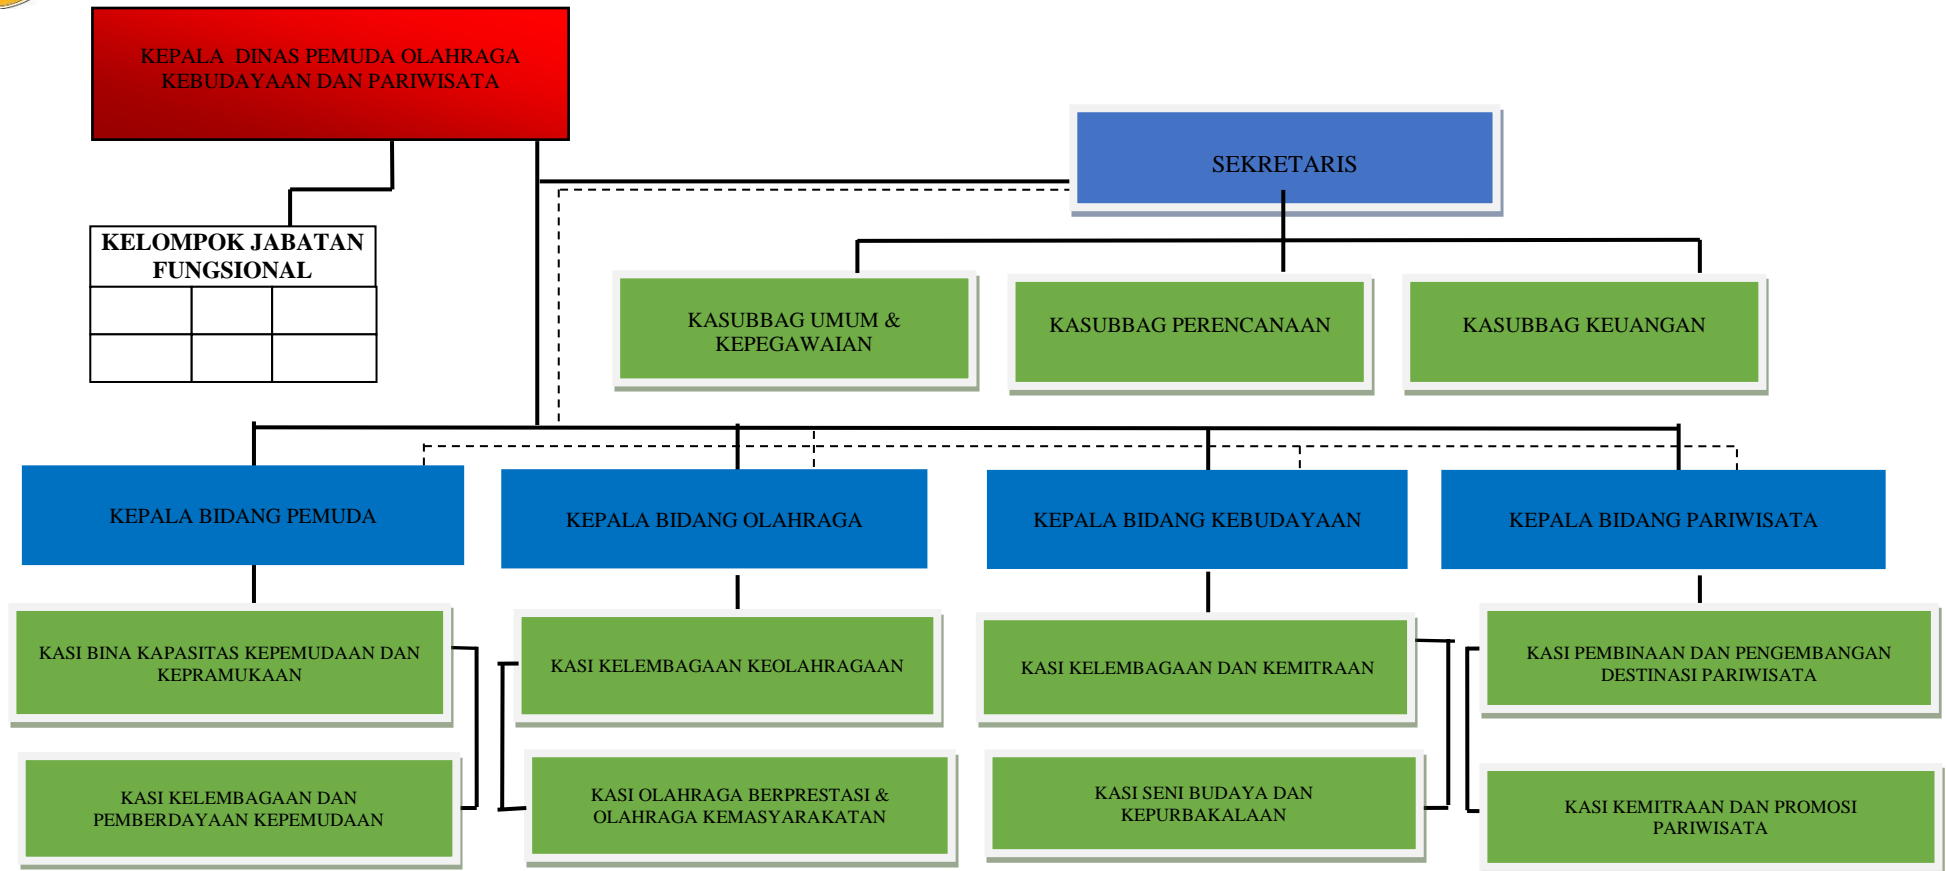 KEPALA DINAS PEMUDA OLAHRAGA
KEBUDAYAAN DAN PARIWISATA
SEKRETARIS
KELOMPOK JABATAN
FUNGSIONAL
KASUBBAG UMUM &
KEPEGAWAIAN
KASUBBAG PERENCANAAN
KASUBBAG KEUANGAN
KEPALA BIDANG PEMUDA
KEPALA BIDANG OLAHRAGA
KEPALA BIDANG KEBUDAYAAN
KEPALA BIDANG PARIWISATA
KASI BINA KAPASITAS KEPEMUDAAN DAN
KEPRAMUKAAN
KASI KELEMBAGAAN KEOLAHRAGAAN
KASI KELEMBAGAAN DAN KEMITRAAN
KASI PEMBINAAN DAN PENGEMBANGAN
DESTINASI PARIWISATA
KASI KELEMBAGAAN DAN
PEMBERDAYAAN KEPEMUDAAN
KASI OLAHRAGA BERPRESTASI &
OLAHRAGA KEMASYARAKATAN
KASI SENI BUDAYA DAN
KEPURBAKALAAN
KASI KEMITRAAN DAN PROMOSI
PARIWISATA